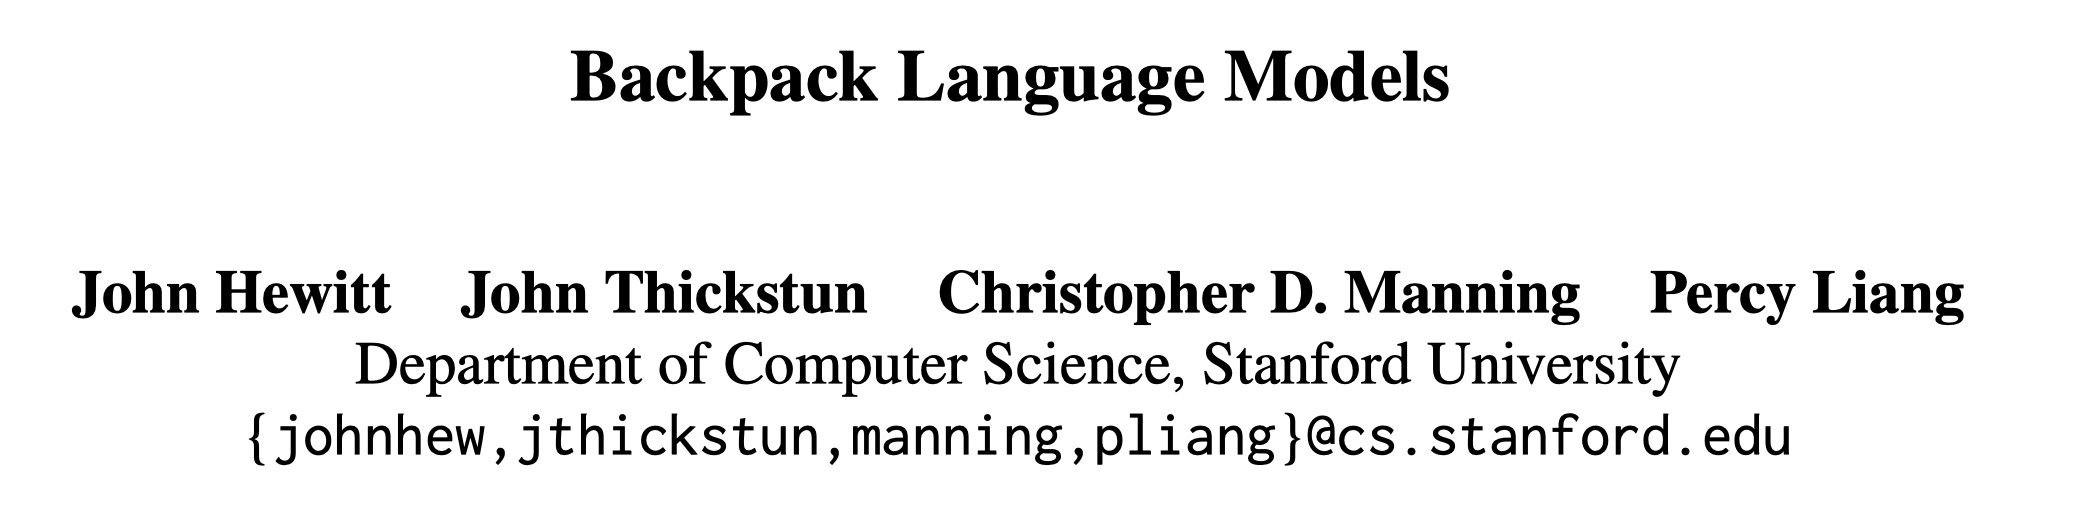 Backpack Language Models
John Hewitt John Thickstun Christopher D. Manning Percy Liang
Department of Computer Science, Stanford University
{johnhew,jthickstun,manning,pliang}@cs.stanford.edu